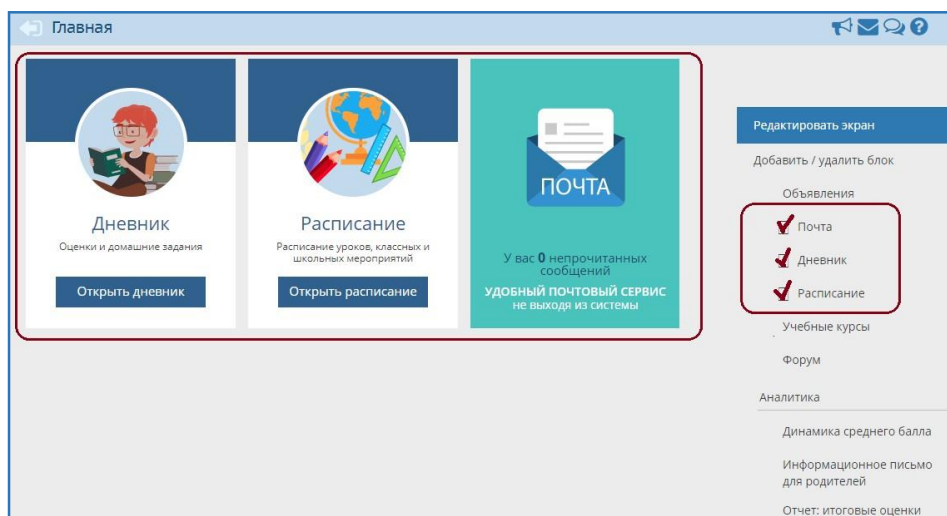 Главная
Дневник
Оценки и домашние задания
Открыть дневник
Расписание
Расписание уроков, классных и
школьных мероприятий
Открыть расписание
ПОЧТА
У вас 0 непрочитанных
сообщений
УДОБНЫЙ ПОЧТОВЫЙ СЕРВИС
не выходя из системы
Редактировать экран
Добавить / удалить блок
Объявления
Почта
Дневник
Расписание
Учебные курсы
Форум
Аналитика
Динамика среднего балла
Информационное письмо
для родителей
Отчет: итоговые оценки